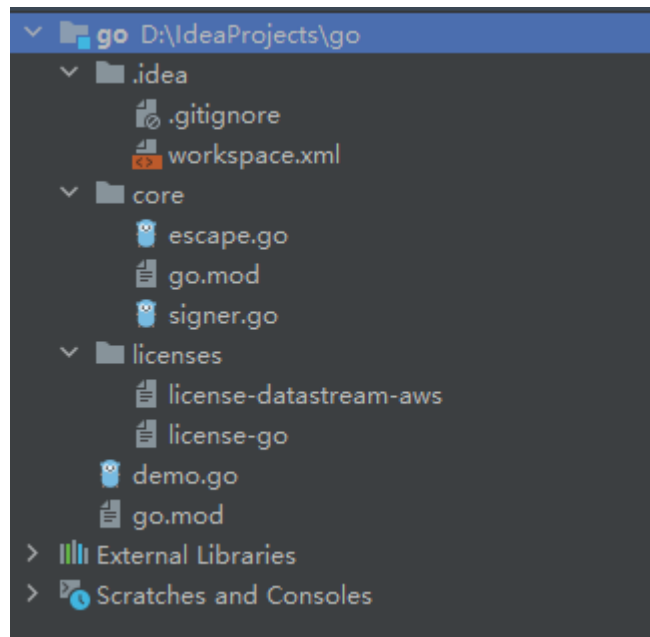 go D:\IdeaProjects\go
.idea
.gitignore
workspace.xml
core
escape.go
go.mod
signer.go
licenses
license-datastream-aws
license-go
demo.go
go.mod
External Libraries
Scratches and Consoles